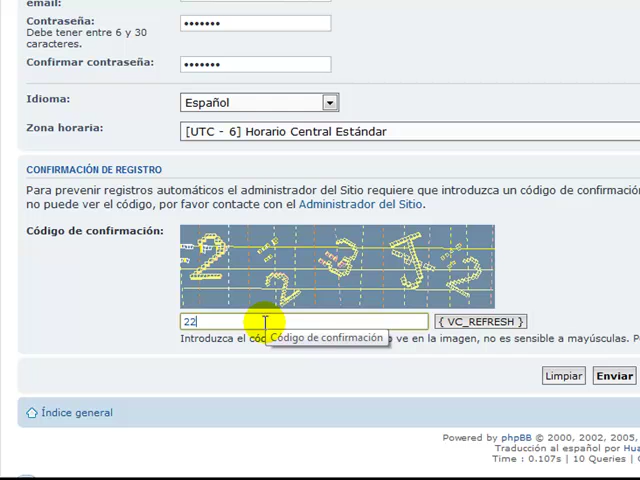 email:
Contraseña:
Debe tener entre 6 y 30
caracteres.
•••••••
Confirmar contraseña:
•••••••
Idioma:
Español
Zona horaria:
[UTC - 6] Horario Central Estándar
CONFIRMACIÓN DE REGISTRO
Para prevenir registros automáticos el administrador del Sitio requiere que introduzca un código de confirmació
no puede ver el código, por favor contacte con el Administrador del Sitio.
Código de confirmación:
22
{ VC_REFRESH }
Código de confirmación
Introduzca el cód ve en la imagen, no es sensible a mayúsculas.
Limpiar
Enviar
Índice general
Powered by phpBB © 2000, 2002, 2005,
Traducción al español por Hua
Time : 0.107s | 10 Queries |